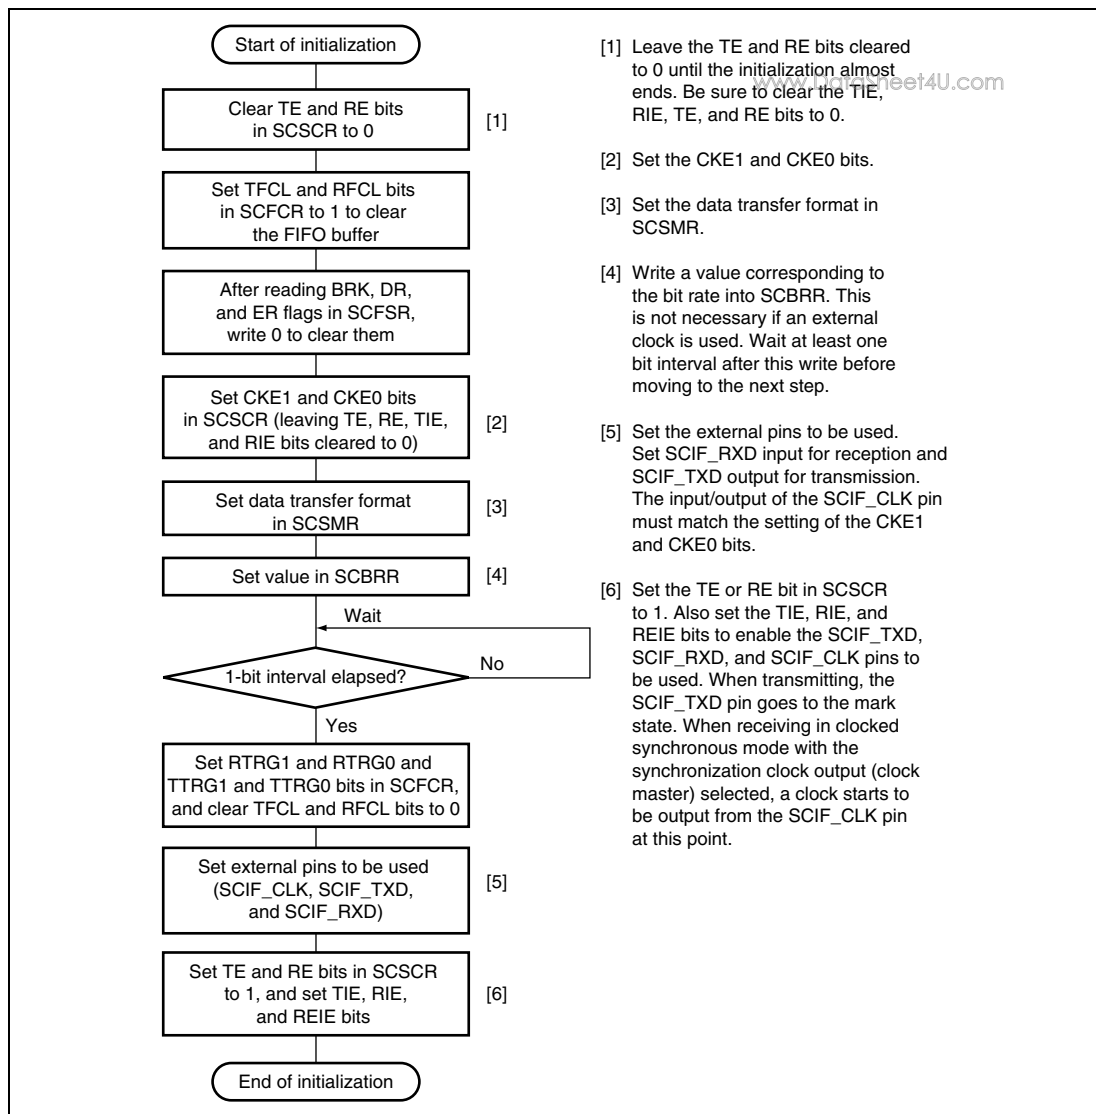 Start of initialization
Clear TE and RE bits
in SCSCR to 0
[1]
Set TFCL and RFCL bits
in SCFCR to 1 to clear
the FIFO buffer
After reading BRK, DR,
and ER flags in SCFSR,
write 0 to clear them
Set CKE1 and CKE0 bits
in SCSCR (leaving TE, RE, TIE,
and RIE bits cleared to 0)
[2]
Set data transfer format
in SCSMR
[3]
Set value in SCBRR
[4]
Wait
1-bit interval elapsed?
No
Yes
Set RTRG1 and RTRG0 and
TTRG1 and TTRG0 bits in SCFCR,
and clear TFCL and RFCL bits to 0
Set external pins to be used
(SCIF_CLK, SCIF_TXD,
and SCIF_RXD)
[5]
Set TE and RE bits in SCSCR
to 1, and set TIE, RIE,
and REIE bits
[6]
End of initialization
[1] Leave the TE and RE bits cleared
to 0 until the initialization almost
ends. Be sure to clear the TIE,
RIE, TE, and RE bits to 0.
www.DataSheet4U.com
[2] Set the CKE1 and CKE0 bits.
[3] Set the data transfer format in
SCSMR.
[4] Write a value corresponding to
the bit rate into SCBRR. This
is not necessary if an external
clock is used. Wait at least one
bit interval after this write before
moving to the next step.
[5] Set the external pins to be used.
Set SCIF_RXD input for reception and
SCIF_TXD output for transmission.
The input/output of the SCIF_CLK pin
must match the setting of the CKE1
and CKE0 bits.
[6] Set the TE or RE bit in SCSCR
to 1. Also set the TIE, RIE, and
REIE bits to enable the SCIF_TXD,
SCIF_RXD, and SCIF_CLK pins to
be used. When transmitting, the
SCIF_TXD pin goes to the mark
state. When receiving in clocked
synchronous mode with the
synchronization clock output (clock
master) selected, a clock starts to
be output from the SCIF_CLK pin
at this point.